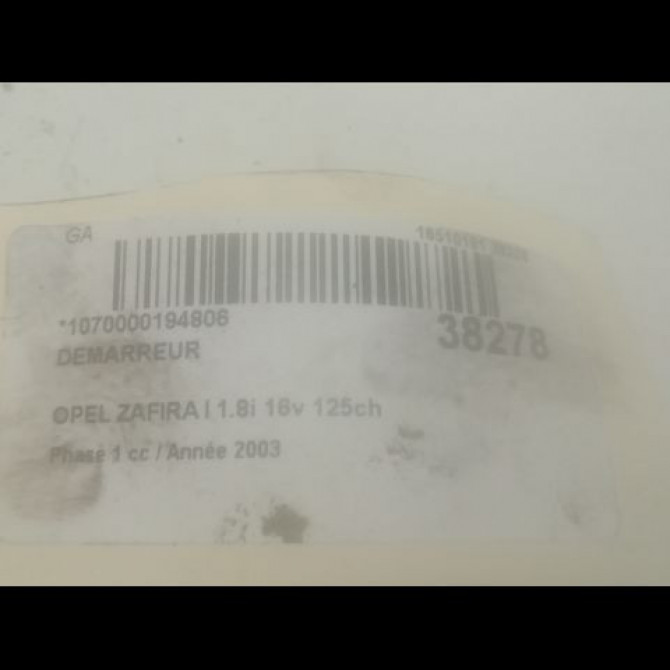 GA
*1070000194806
38278
DEMARREUR
OPEL ZAFIRA I 1.8i 16v 125ch
Phase 1 cc / Année 2003